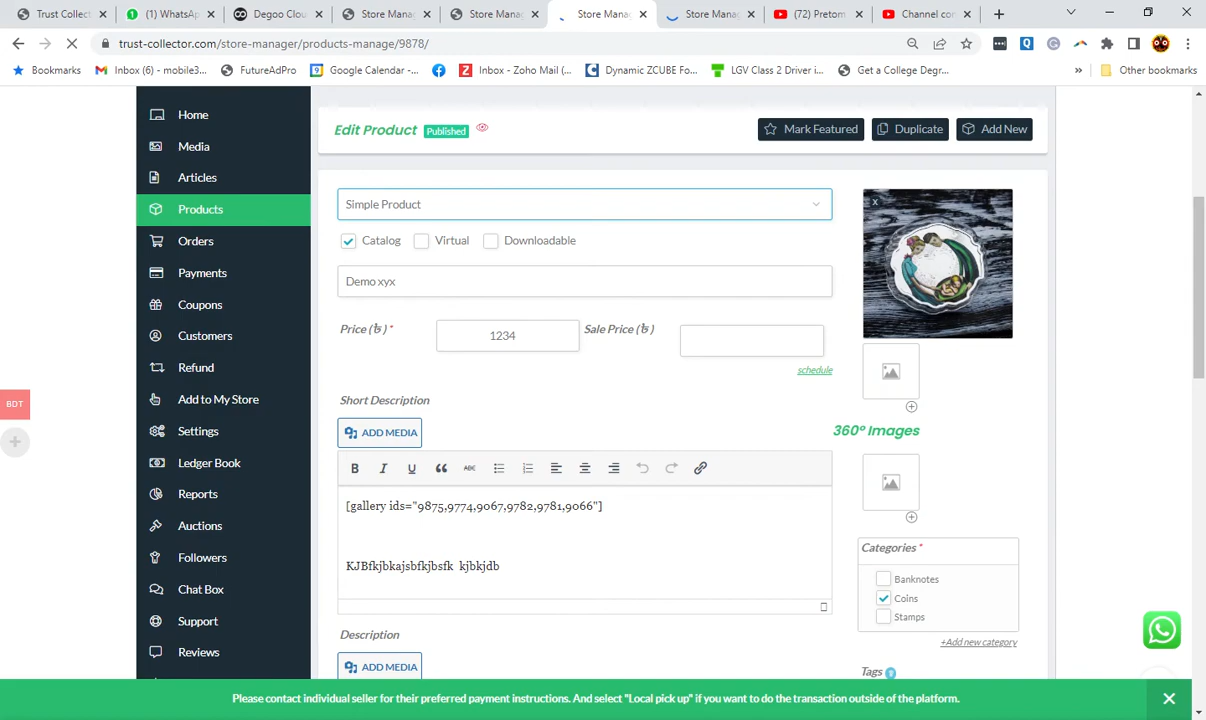 Trust Collect
(1) WhatsAp
Degoo Clou
Store Manag
Store Manag
Store Manag
Store Manag
(72) Pretom
Channel con
trust-collector.com/store-manager/products-manage/9878/
Bookmarks
Inbox (6) - mobile3...
FutureAdPro
Google Calendar -...
Inbox - Zoho Mail (...
Dynamic ZCUBE Fo...
LGV Class 2 Driver i...
Get a College Degr...
Other bookmarks
Home
Media
Articles
Products
Orders
Payments
Coupons
Customers
Refund
Add to My Store
Settings
Ledger Book
Reports
Auctions
Followers
Chat Box
Support
Reviews
BDT
Edit Product Published
Mark Featured
Duplicate
Add New
Simple Product
Catalog Virtual Downloadable
Demo xyx
Price (৳ ) * 1234 Sale Price (৳ )
schedule
Short Description
ADD MEDIA
B I U ABC
[gallery ids="9875,9774,9067,9782,9781,9066"]
KJBfkjbkajsbfkjbsfk kjbkjdb
Description
ADD MEDIA
x
360° Images
Categories *
Banknotes
Coins
Stamps
+Add new category
Tags
Please contact individual seller for their preferred payment instructions. And select "Local pick up" if you want to do the transaction outside of the platform.